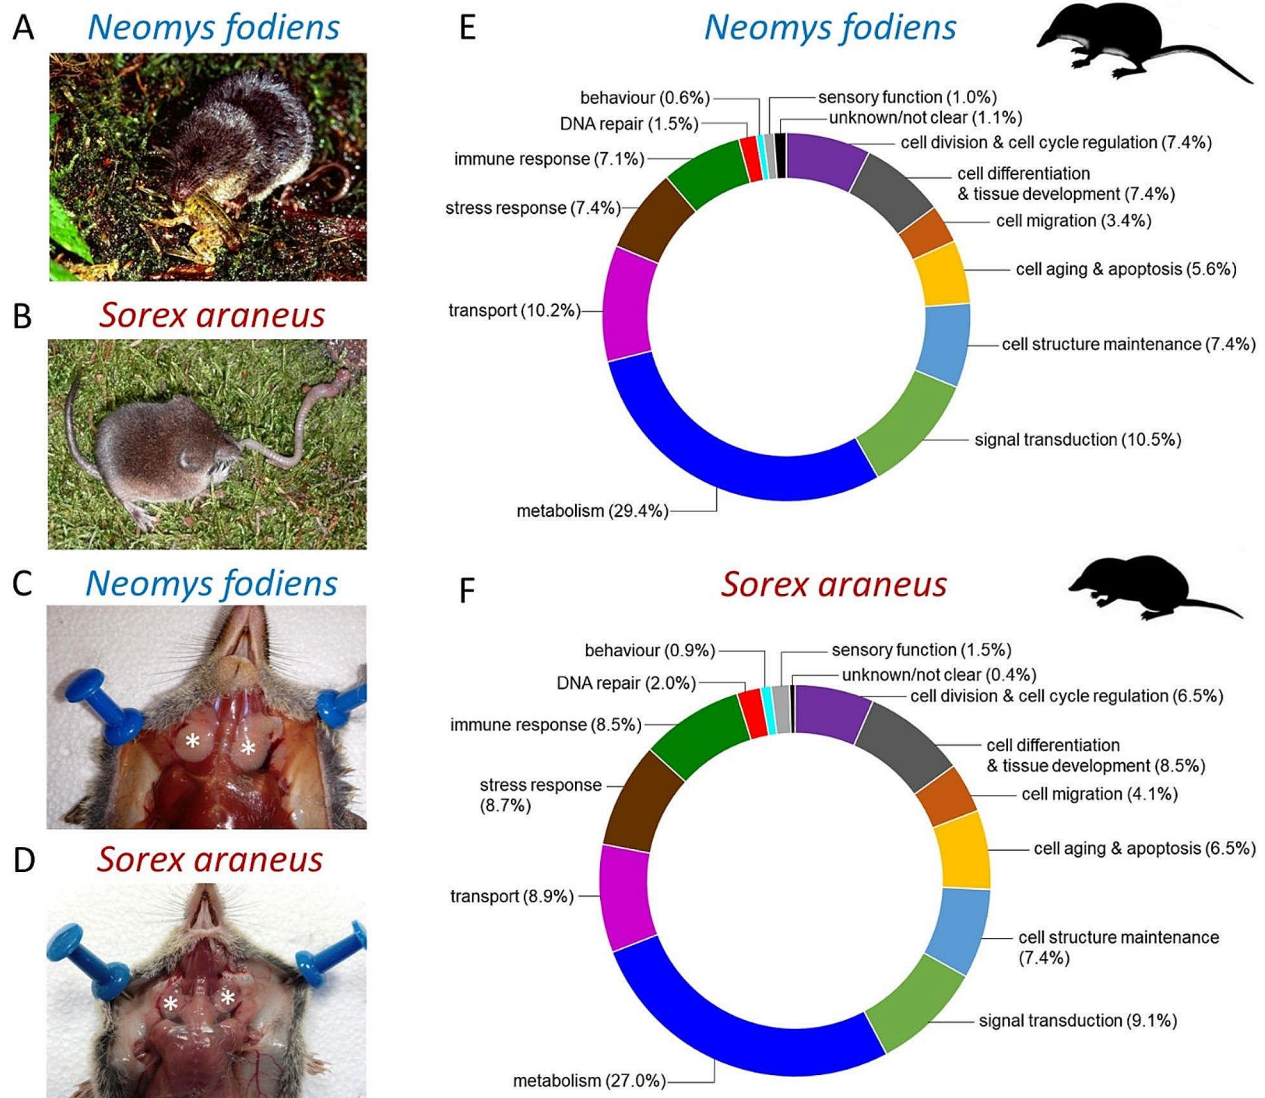 A
Neomys fodiens
B
Sorex araneus
C
Neomys fodiens
* *
D
Sorex araneus
* *
E
Neomys fodiens
behaviour (0.6%)
sensory function (1.0%)
DNA repair (1.5%)
unknown/not clear (1.1%)
immune response (7.1%)
cell division & cell cycle regulation (7.4%)
stress response (7.4%)
cell differentiation
& tissue development (7.4%)
cell migration (3.4%)
cell aging & apoptosis (5.6%)
transport (10.2%)
cell structure maintenance (7.4%)
signal transduction (10.5%)
metabolism (29.4%)
F
Sorex araneus
behaviour (0.9%)
sensory function (1.5%)
DNA repair (2.0%)
unknown/not clear (0.4%)
immune response (8.5%)
cell division & cell cycle regulation (6.5%)
stress response
(8.7%)
cell differentiation
& tissue development (8.5%)
cell migration (4.1%)
cell aging & apoptosis (6.5%)
transport (8.9%)
cell structure maintenance
(7.4%)
signal transduction (9.1%)
metabolism (27.0%)